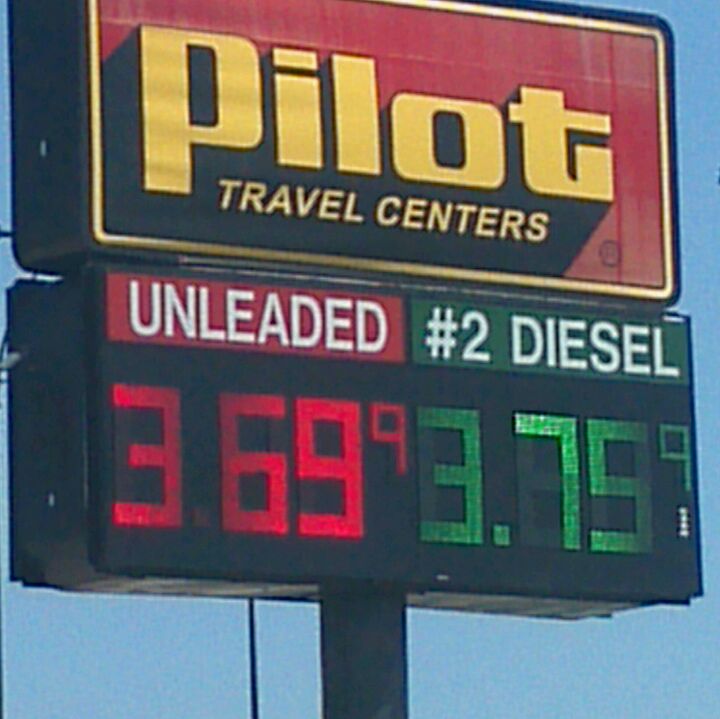 Pilot
TRAVEL CENTERS
®
UNLEADED #2 DIESEL
3.69 9 3.75 9